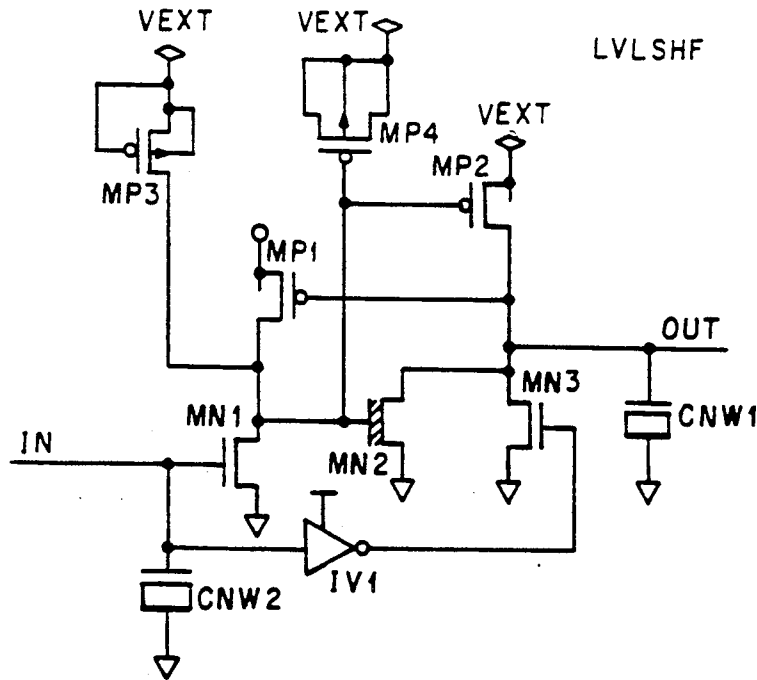 VEXT
VEXT
LVLSHF
VEXT
MP4
MP2
MP3
MP1
OUT
MN1
MN3
CNW1
IN
MN2
IV1
CNW2